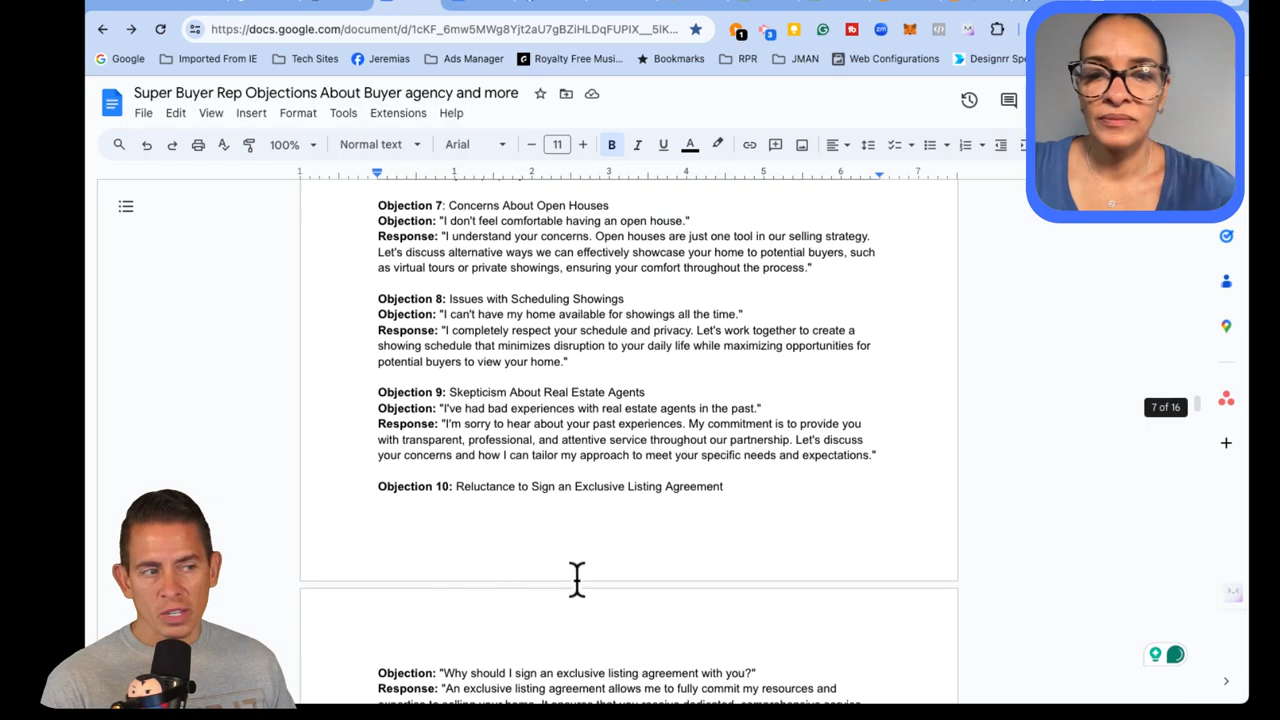 https://docs.google.com/document/d/1cKF_6mw5MWg8Yjt2aU7gBZiHLDqFUPIX__5lK...
1
3
Google
Imported From IE
Tech Sites
Jeremias
Ads Manager
Royalty Free Musi...
Bookmarks
RPR
JMAN
Web Configurations
Designrr Spe
Super Buyer Rep Objections About Buyer agency and more
File Edit View Insert Format Tools Extensions Help
100% Normal text Arial 11 B I U A
1 1 2 3 4 5 6 7
Objection 7: Concerns About Open Houses
Objection: "I don't feel comfortable having an open house."
Response: "I understand your concerns. Open houses are just one tool in our selling strategy.
Let's discuss alternative ways we can effectively showcase your home to potential buyers, such
as virtual tours or private showings, ensuring your comfort throughout the process."
Objection 8: Issues with Scheduling Showings
Objection: "I can't have my home available for showings all the time."
Response: "I completely respect your schedule and privacy. Let's work together to create a
showing schedule that minimizes disruption to your daily life while maximizing opportunities for
potential buyers to view your home."
Objection 9: Skepticism About Real Estate Agents
Objection: "I've had bad experiences with real estate agents in the past."
Response: "I'm sorry to hear about your past experiences. My commitment is to provide you
with transparent, professional, and attentive service throughout our partnership. Let's discuss
your concerns and how I can tailor my approach to meet your specific needs and expectations."
7 of 16
Objection 10: Reluctance to Sign an Exclusive Listing Agreement
Objection: "Why should I sign an exclusive listing agreement with you?"
Response: "An exclusive listing agreement allows me to fully commit my resources and